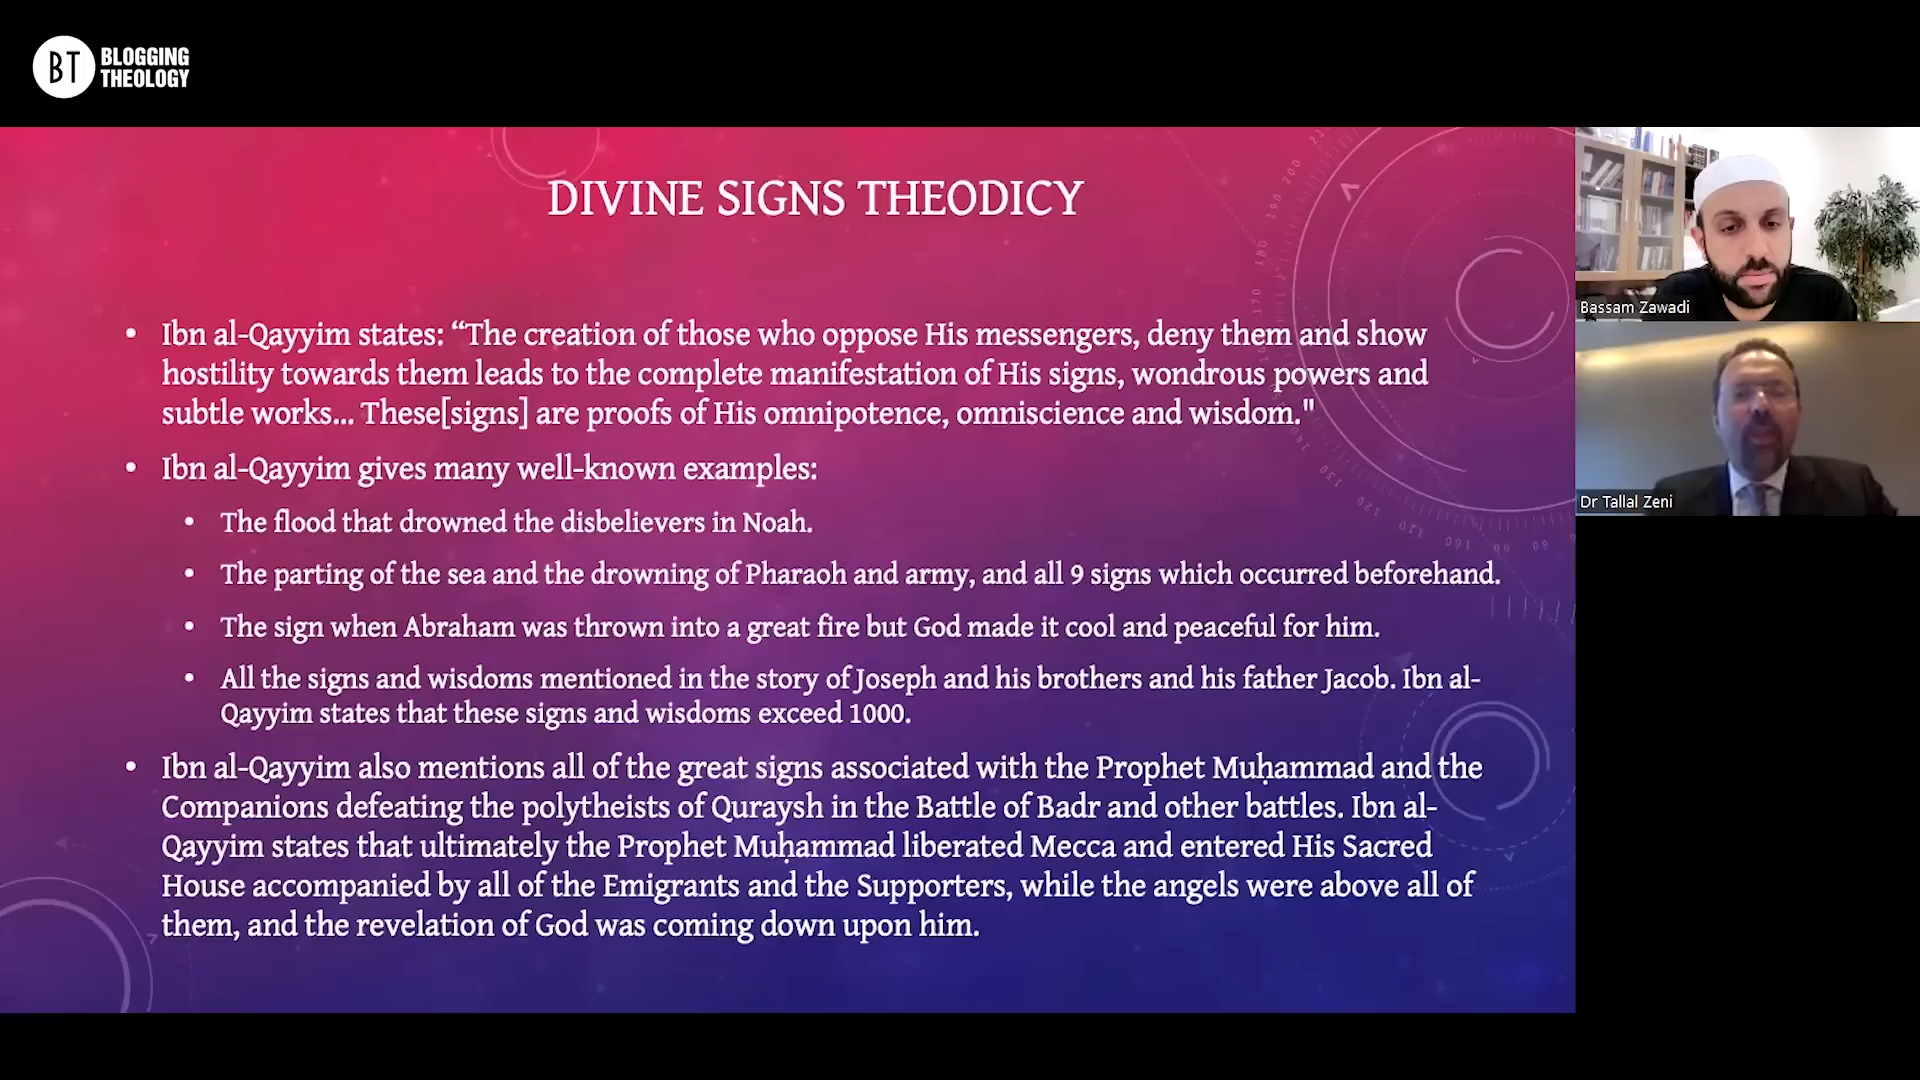 BT BLOGGING
THEOLOGY
DIVINE SIGNS THEODICY
• Ibn al-Qayyim states: “The creation of those who oppose His messengers, deny them and show
hostility towards them leads to the complete manifestation of His signs, wondrous powers and
subtle works... These[signs] are proofs of His omnipotence, omniscience and wisdom."
• Ibn al-Qayyim gives many well-known examples:
• The flood that drowned the disbelievers in Noah.
• The parting of the sea and the drowning of Pharaoh and army, and all 9 signs which occurred beforehand.
• The sign when Abraham was thrown into a great fire but God made it cool and peaceful for him.
• All the signs and wisdoms mentioned in the story of Joseph and his brothers and his father Jacob. Ibn al-
Qayyim states that these signs and wisdoms exceed 1000.
• Ibn al-Qayyim also mentions all of the great signs associated with the Prophet Muḥammad and the
Companions defeating the polytheists of Quraysh in the Battle of Badr and other battles. Ibn al-
Qayyim states that ultimately the Prophet Muḥammad liberated Mecca and entered His Sacred
House accompanied by all of the Emigrants and the Supporters, while the angels were above all of
them, and the revelation of God was coming down upon him.
Bassam Zawadi
Dr Tallal Zeni